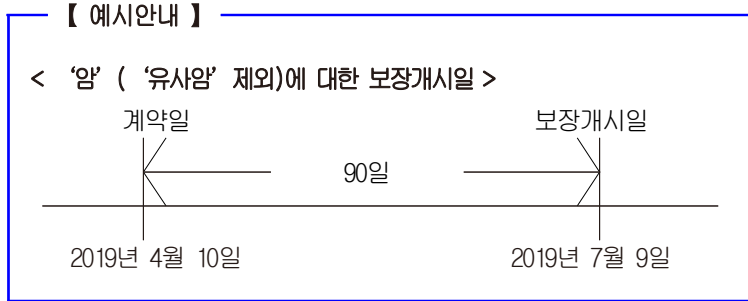 【 예시안내 】
< ‘암’ ( ‘유사암’ 제외)에 대한 보장개시일 >
계약일 보장개시일
90일
2019년 4월 10일 2019년 7월 9일